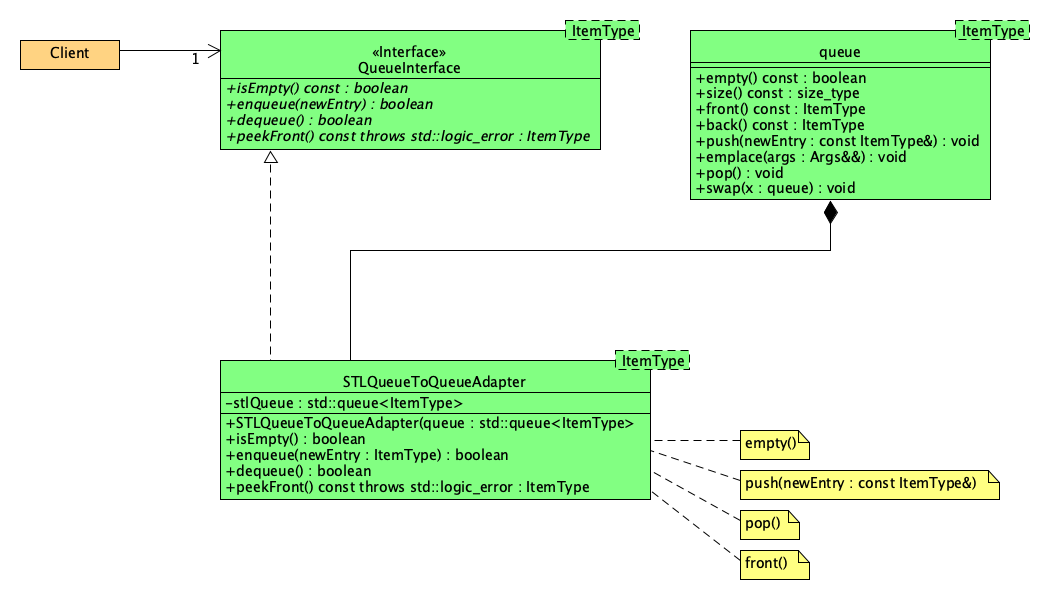 Client
1
ItemType
«Interface»
QueueInterface
+isEmpty() const : boolean
+enqueue(newEntry) : boolean
+dequeue() : boolean
+peekFront() const throws std::logic_error : ItemType
ItemType
queue
+empty() const : boolean
+size() const : size_type
+front() const : ItemType
+back() const : ItemType
+push(newEntry : const ItemType&) : void
+emplace(args : Args&&) : void
+pop() : void
+swap(x : queue) : void
ItemType
STLQueueToQueueAdapter
-stlQueue : std::queue<ItemType>
+STLQueueToQueueAdapter(queue : std::queue<ItemType>
+isEmpty() : boolean
+enqueue(newEntry : ItemType) : boolean
+dequeue() : boolean
+peekFront() const throws std::logic_error : ItemType
empty()
push(newEntry : const ItemType&)
pop()
front()